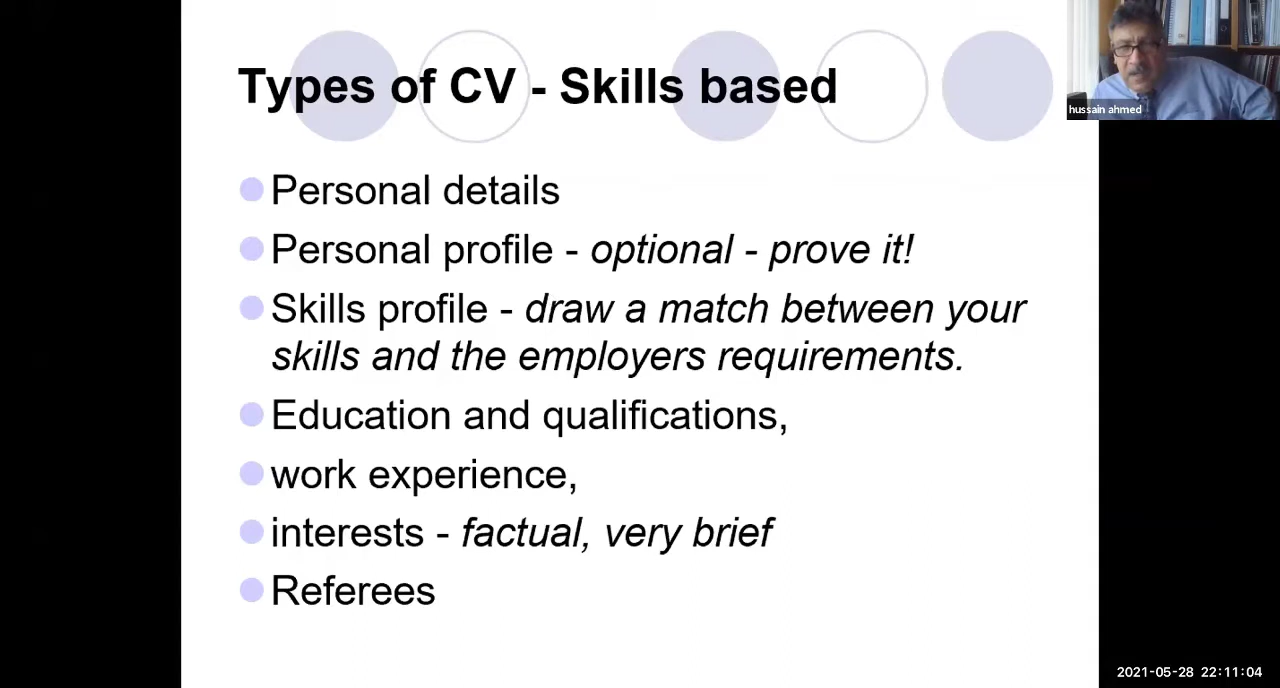 Types of CV - Skills based
hussain ahmed
Personal details
Personal profile - optional - prove it!
Skills profile - draw a match between your
skills and the employers requirements.
Education and qualifications,
work experience,
interests - factual, very brief
Referees
2021-05-28 22:11:04